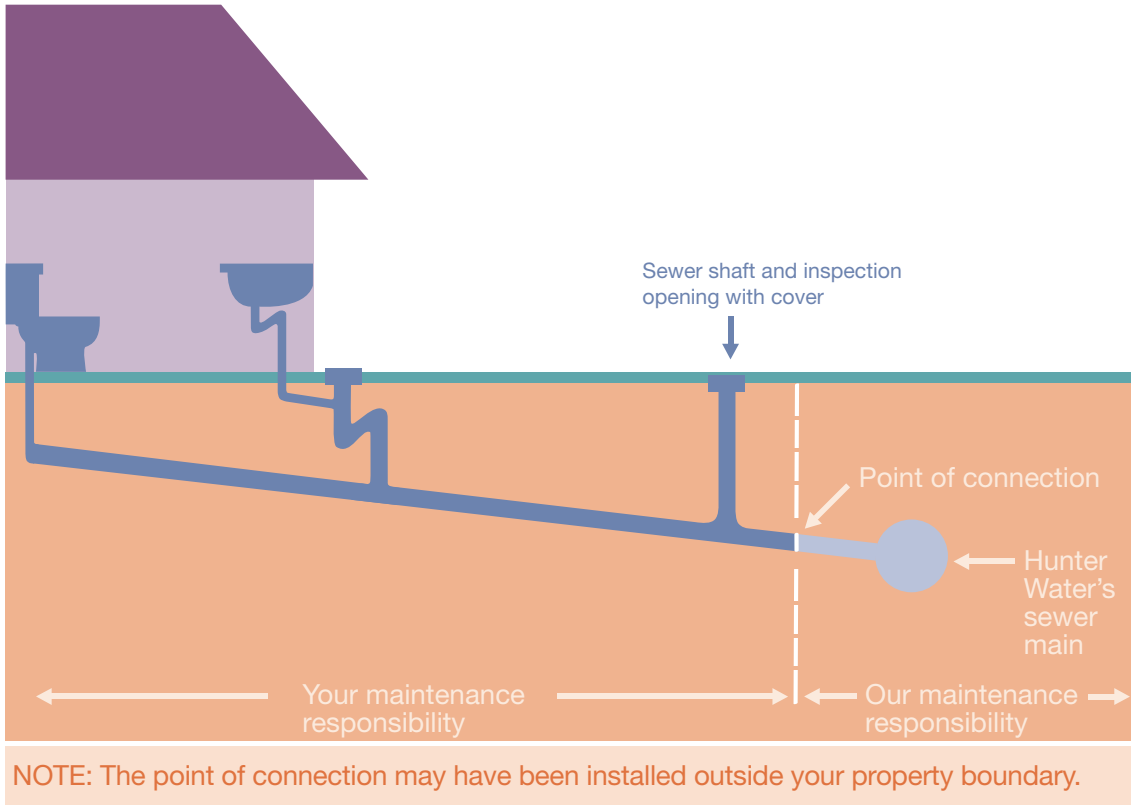 Sewer shaft and inspection
opening with cover
Point of connection
Hunter
Water's
sewer
main
Your maintenance
responsibility
Our maintenance
responsibility
NOTE: The point of connection may have been installed outside your property boundary.